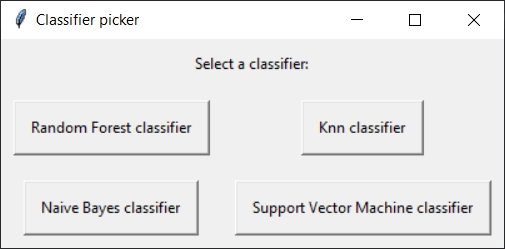 Classifier picker
Select a classifier:
Random Forest classifier
Knn classifier
Naive Bayes classifier
Support Vector Machine classifier